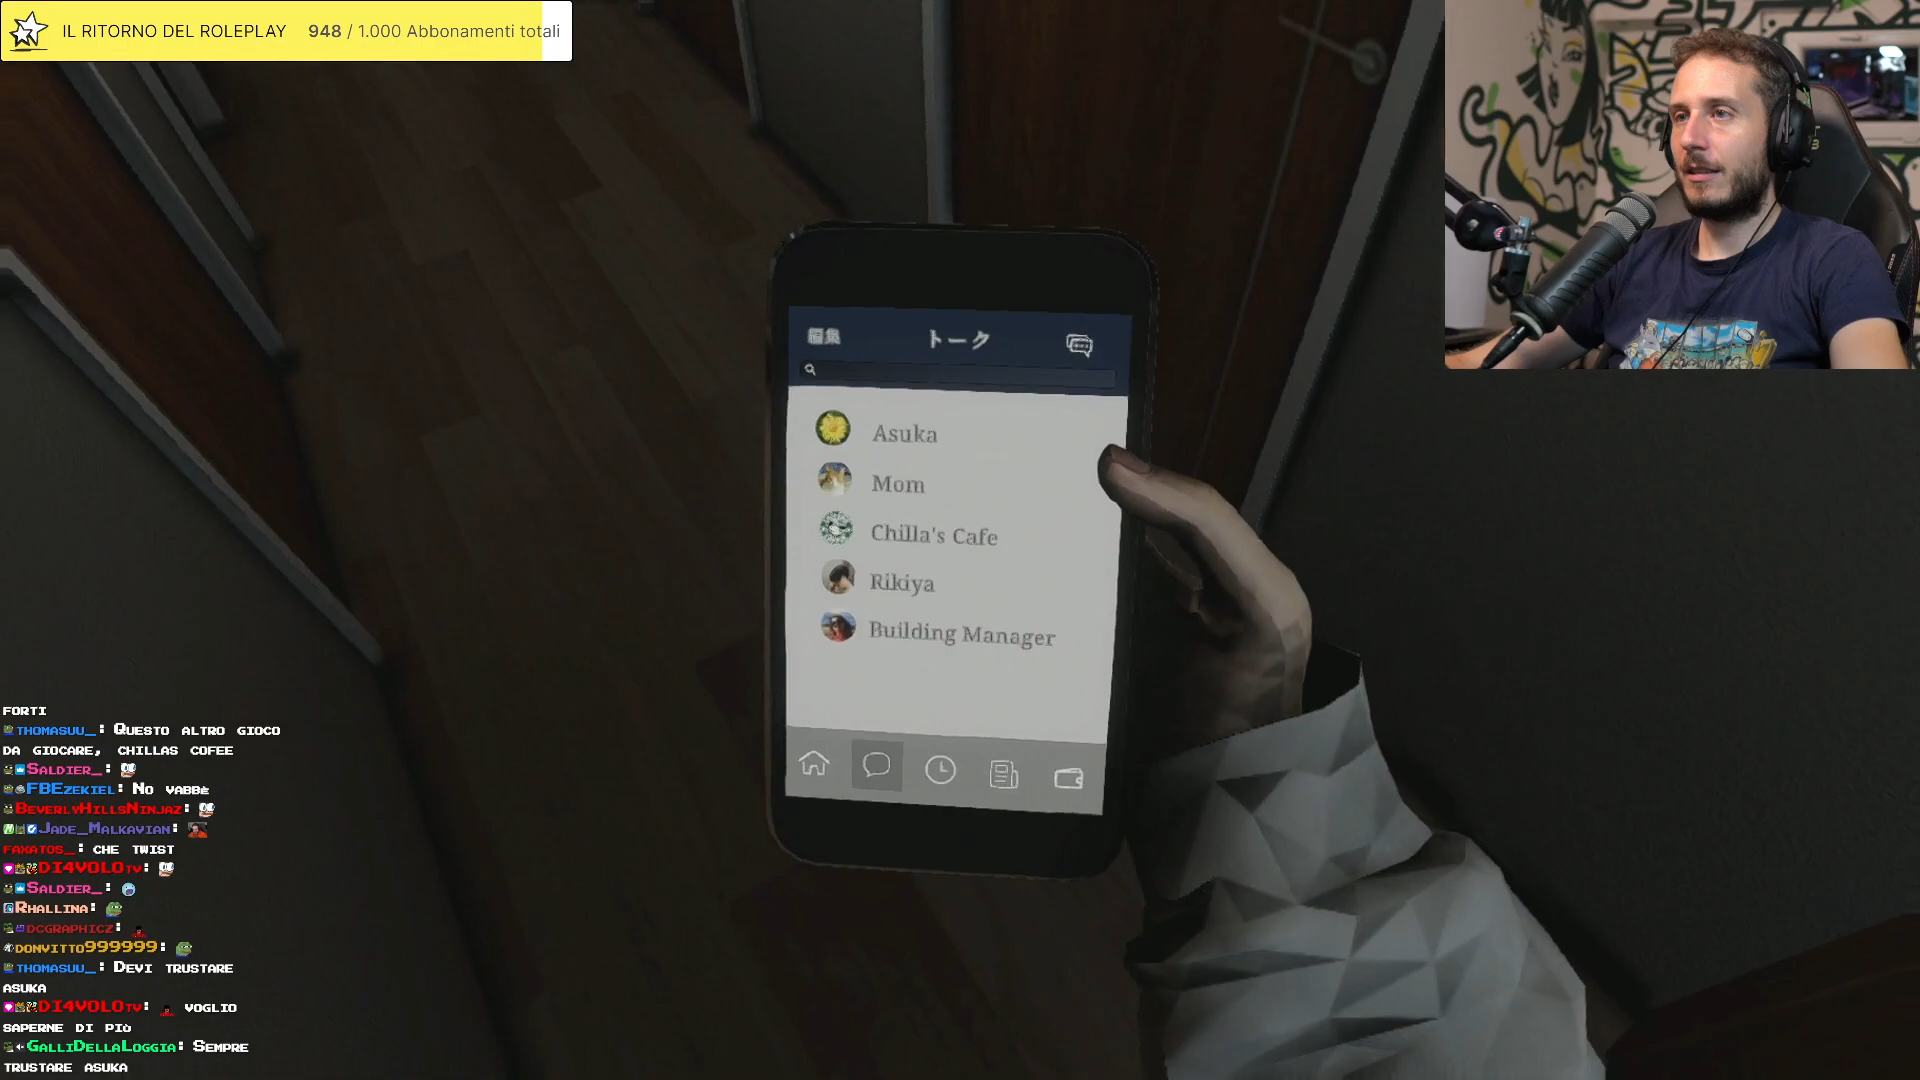 IL RITORNO DEL ROLEPLAY 948 / 1.000 Abbonamenti totali
編集 トーク
Asuka
Mom
Chilla's Cafe
Rikiya
Building Manager
FORTI
THOMASUU_: QUESTO ALTRO GIOCO
DA GIOCARE, CHILLAS COFEE
SALDIER_:
FBEZEKIEL: NO VABBÈ
BEVERLYHILLSNINJAZ:
JADE_MALKAVIAN:
FAXATOS_: CHE TWIST
DI4VOLOTV:
SALDIER_:
RHALLINA:
DCGRAPHICZ:
DONVITTO999999:
THOMASUU_: DEVI TRUSTARE
ASUKA
DI4VOLOTV: VOGLIO
SAPERNE DI PIÙ
GALLIDELLALOGGIA: SEMPRE
TRUSTARE ASUKA